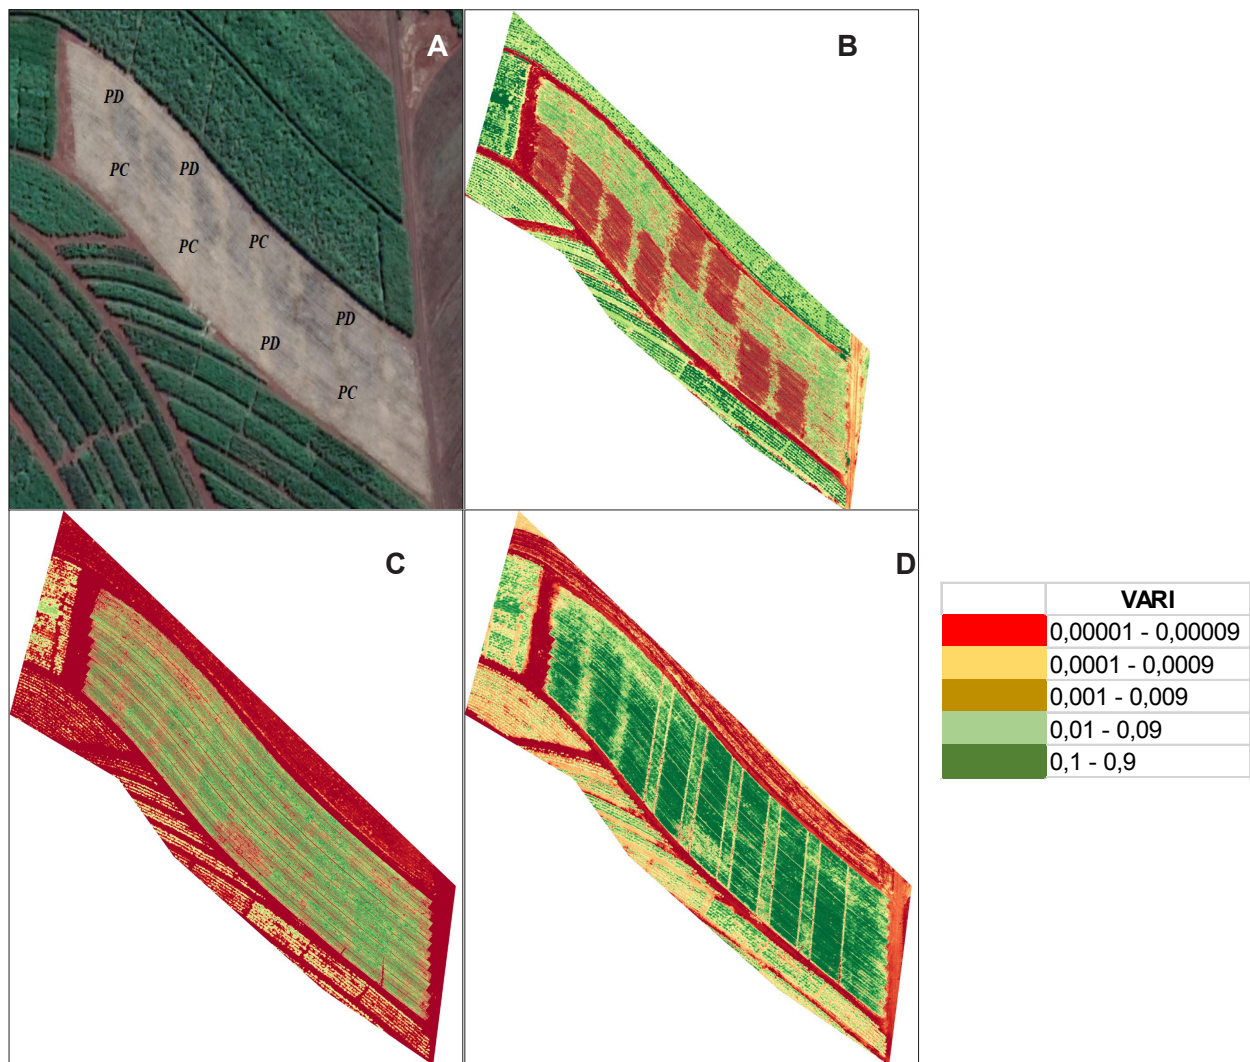 A
B
PD
PC
PD
PC
PC
PD
PD
PC
C
D
VARI
0,00001 - 0,00009
0,0001 - 0,0009
0,001 - 0,009
0,01 - 0,09
0,1 - 0,9